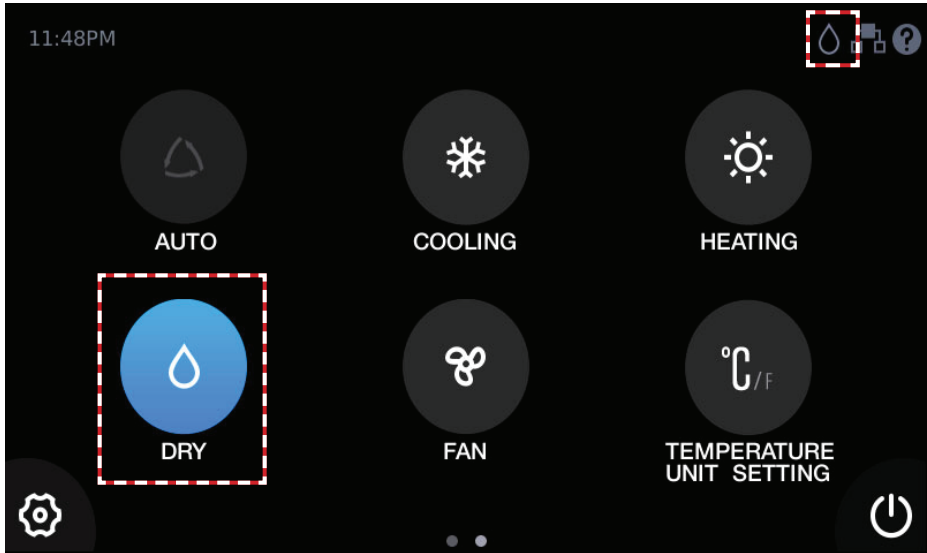 11:48PM
?
AUTO
COOLING
HEATING
°C/F
DRY
FAN
TEMPERATURE
UNIT SETTING